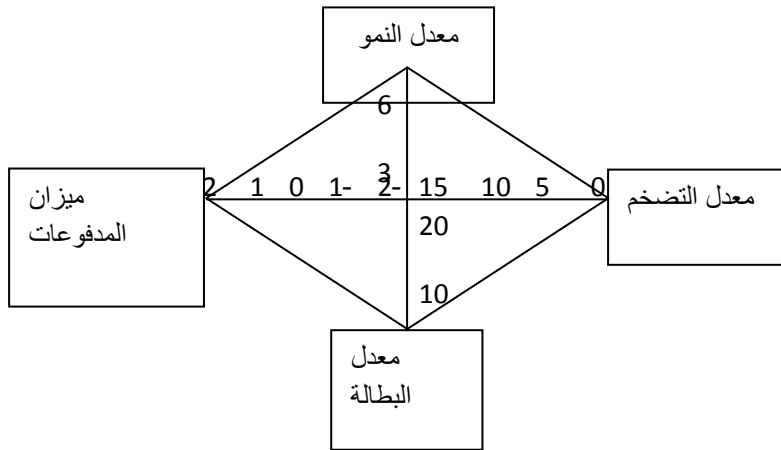 معدل النمو
6
3
2 1 0 1- 2- 15 10 5 0
ميزان
المدفوعات
معدل التضخم
20
10
معدل
البطالة